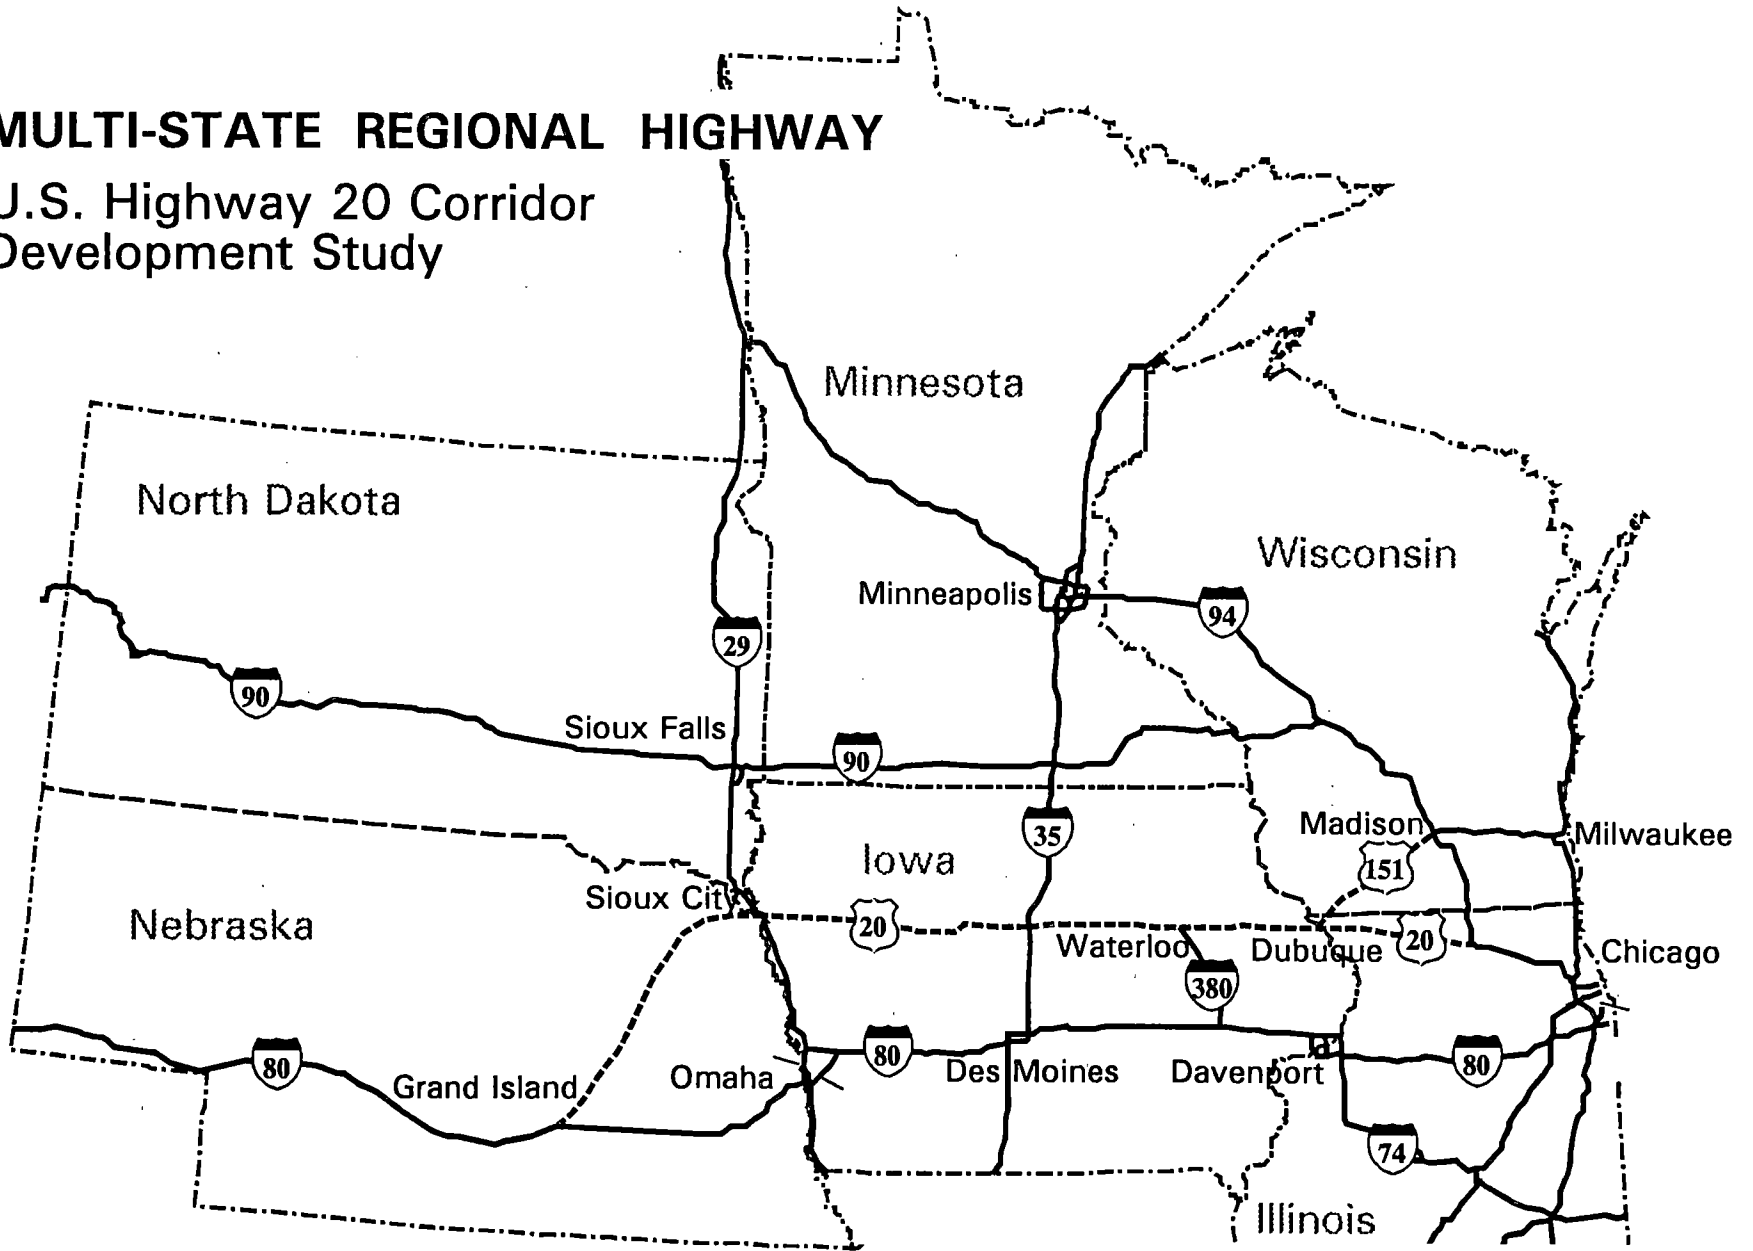 MULTI-STATE REGIONAL HIGHWAY
U.S. Highway 20 Corridor
Development Study
Minnesota
North Dakota
Wisconsin
Minneapolis
94
29
90
Sioux Falls
90
35
Madison
Milwaukee
151
Iowa
Sioux City
Nebraska
20
Waterloo
Dubuque
20
Chicago
380
80
Grand Island
Omaha
80
Des Moines
Davenport
80
74
Illinois